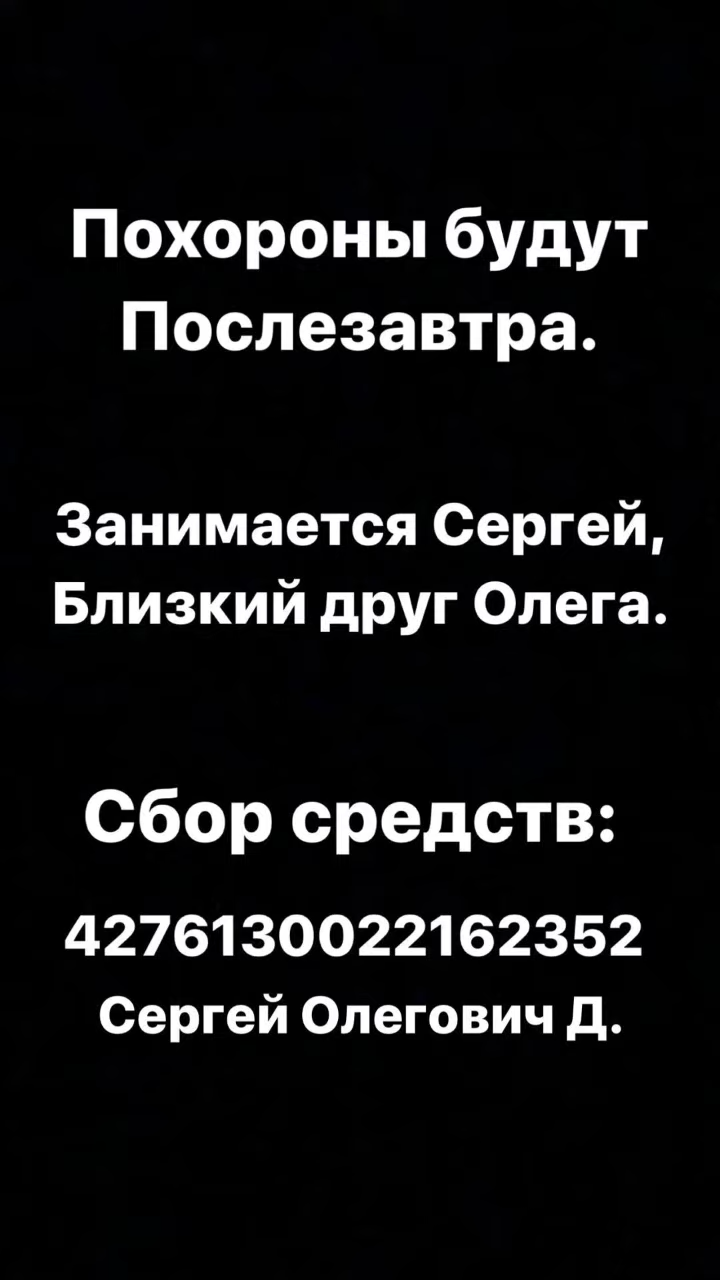 Похороны будут
Послезавтра.
Занимается Сергей,
Близкий друг Олега.
Сбор средств:
4276130022162352
Сергей Олегович Д.